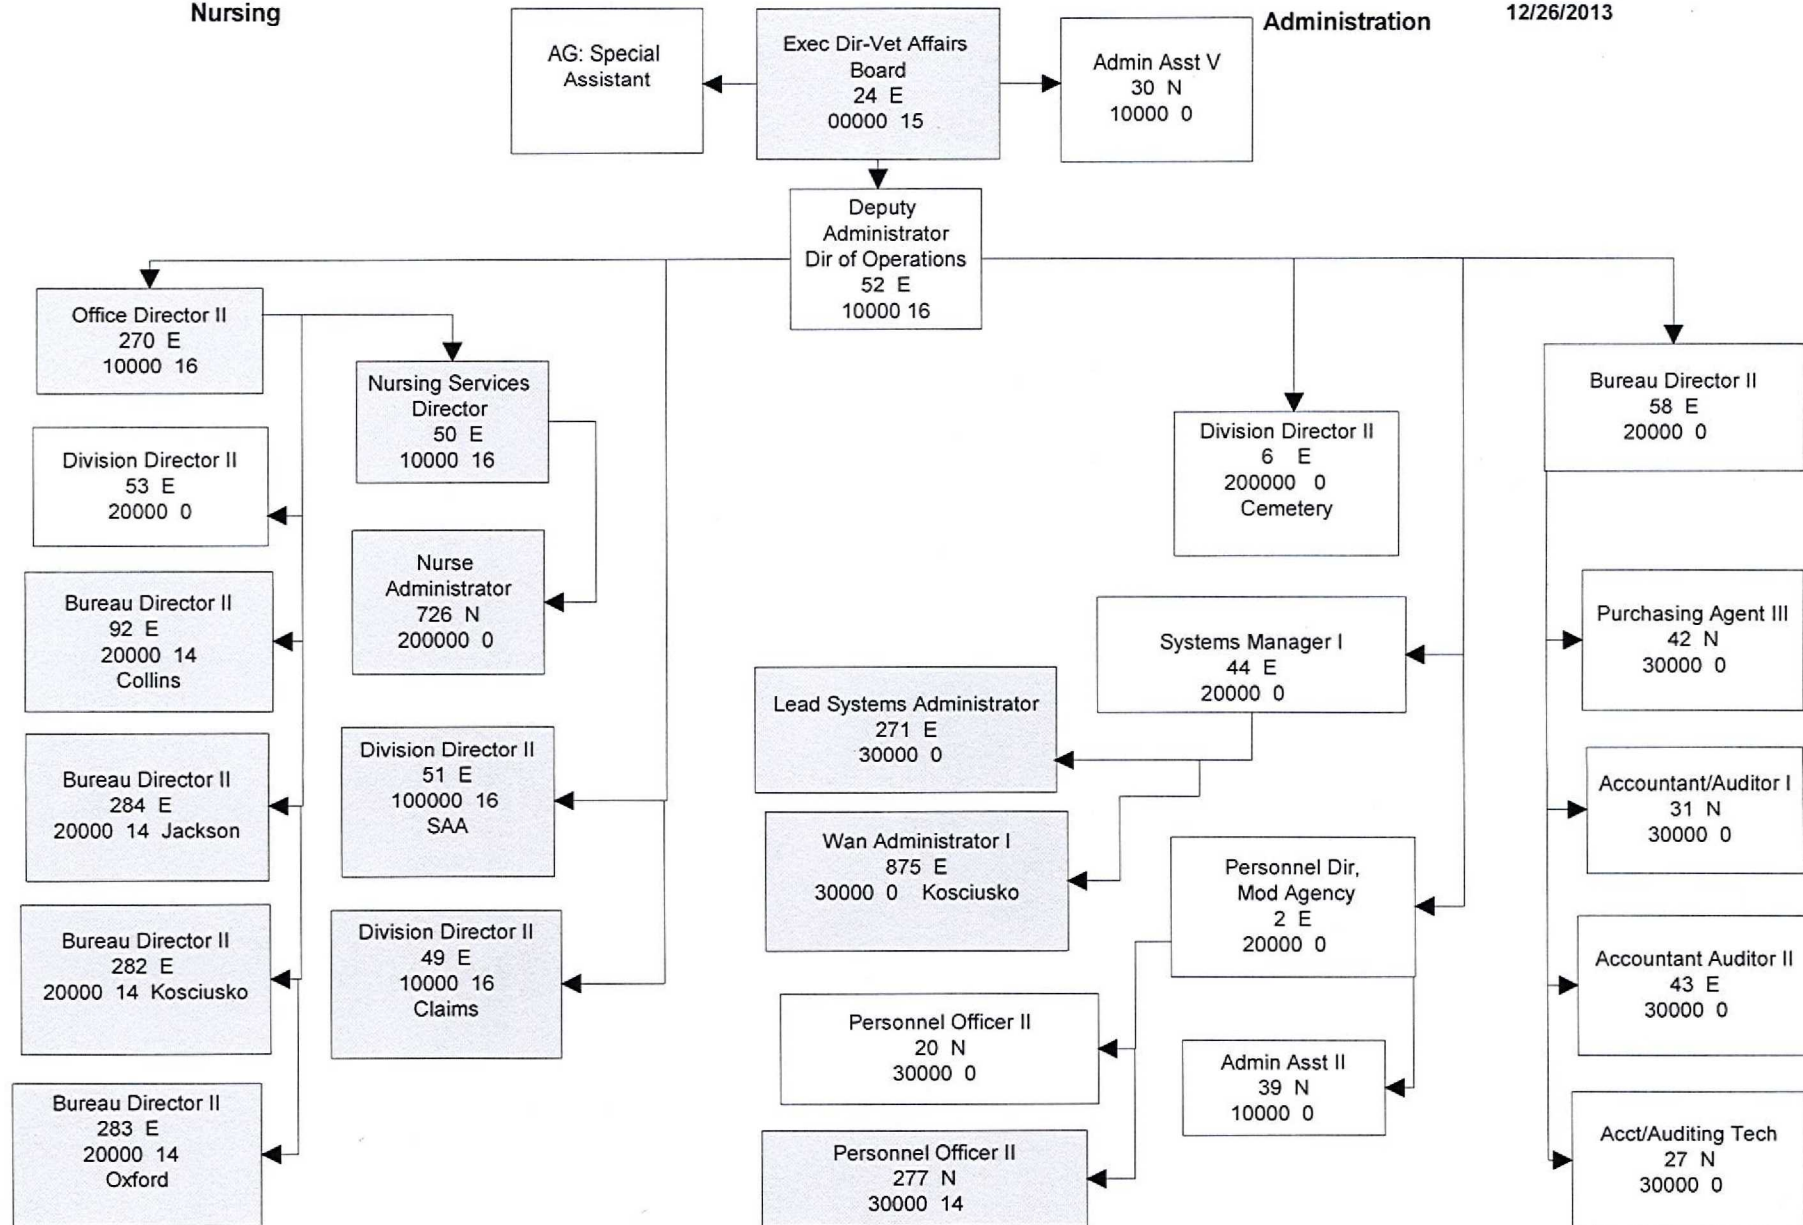 Nursing
Administration
12/26/2013
AG: Special
Assistant
Exec Dir-Vet Affairs
Board
24 E
00000 15
Admin Asst V
30 N
10000 0
Deputy
Administrator
Dir of Operations
52 E
10000 16
Office Director II
270 E
10000 16
Nursing Services
Director
50 E
10000 16
Division Director II
53 E
20000 0
Nurse
Administrator
726 N
200000 0
Bureau Director II
92 E
20000 14
Collins
Division Director II
51 E
100000 16
SAA
Bureau Director II
284 E
20000 14 Jackson
Division Director II
49 E
10000 16
Claims
Bureau Director II
282 E
20000 14 Kosciusko
Bureau Director II
283 E
20000 14
Oxford
Division Director II
6 E
200000 0
Cemetery
Systems Manager I
44 E
20000 0
Lead Systems Administrator
271 E
30000 0
Wan Administrator I
875 E
30000 0 Kosciusko
Personnel Dir,
Mod Agency
2 E
20000 0
Personnel Officer II
20 N
30000 0
Admin Asst II
39 N
10000 0
Personnel Officer II
277 N
30000 14
Bureau Director II
58 E
20000 0
Purchasing Agent III
42 N
30000 0
Accountant/Auditor I
31 N
30000 0
Accountant Auditor II
43 E
30000 0
Acct/Auditing Tech
27 N
30000 0